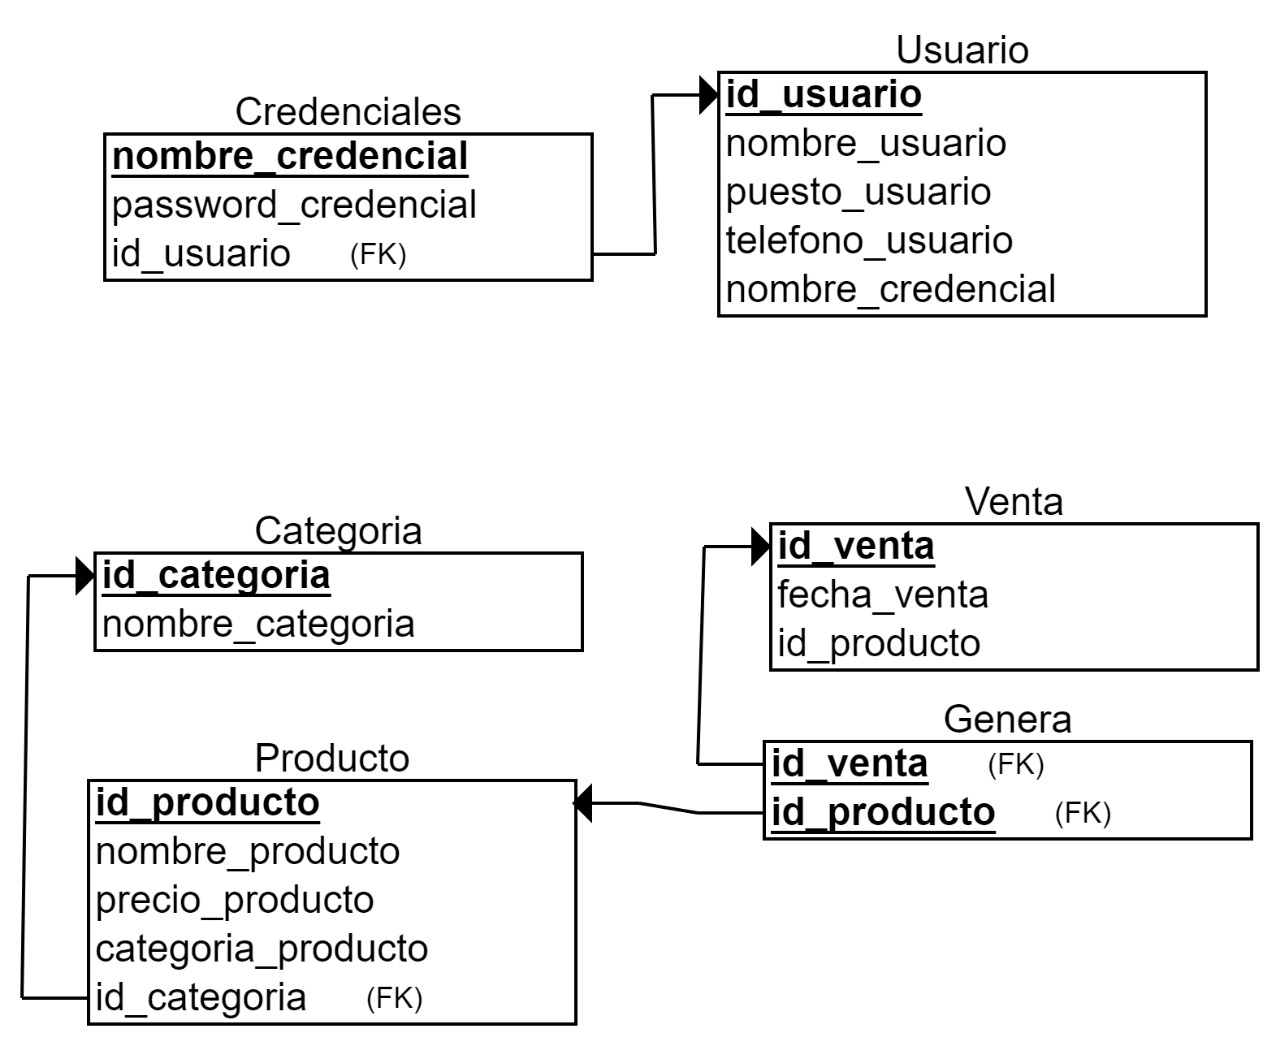 Credenciales
nombre_credencial
password_credencial
id_usuario (FK)
Usuario
id_usuario
nombre_usuario
puesto_usuario
telefono_usuario
nombre_credencial
Categoria
id_categoria
nombre_categoria
Venta
id_venta
fecha_venta
id_producto
Producto
id_producto
nombre_producto
precio_producto
categoria_producto
id_categoria (FK)
Genera
id_venta (FK)
id_producto (FK)